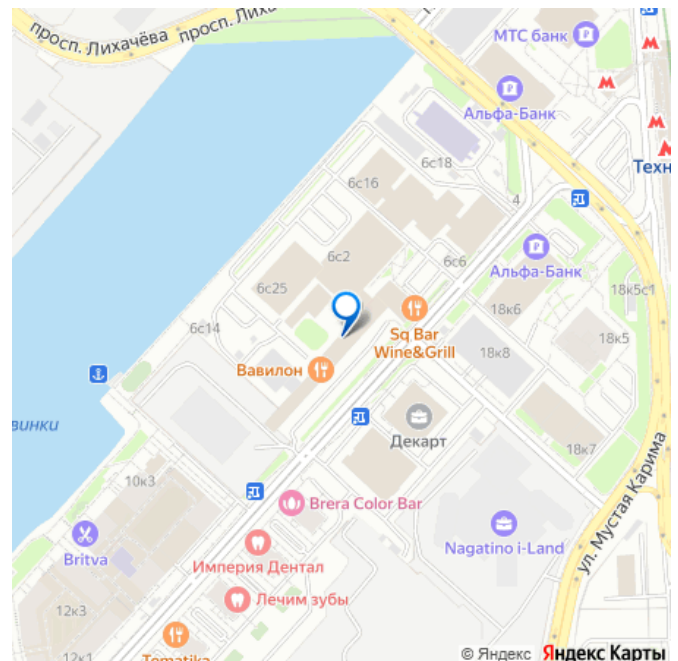 просп. Лихачёва
просп. Лихачёва
МТС банк
Альфа-Банк
Техн
6с18
6с16
4
6с2
6с6
Альфа-Банк
18к5с1
6с25
18к6
6с14
Sq Bar
Wine&Grill
18к5
18к8
Вавилон
винки
Декарт
18к7
10к3
Brera Color Bar
ул. Мустая Карима
Britva
Nagatino i-Land
Империя Дентал
Лечим зубы
12к3
12к1
Tematika
© Яндекс Яндекс Карты